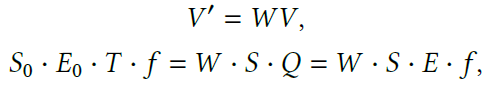 V′ = WV,
S₀ · E₀ · T · f = W · S · Q = W · S · E · f,